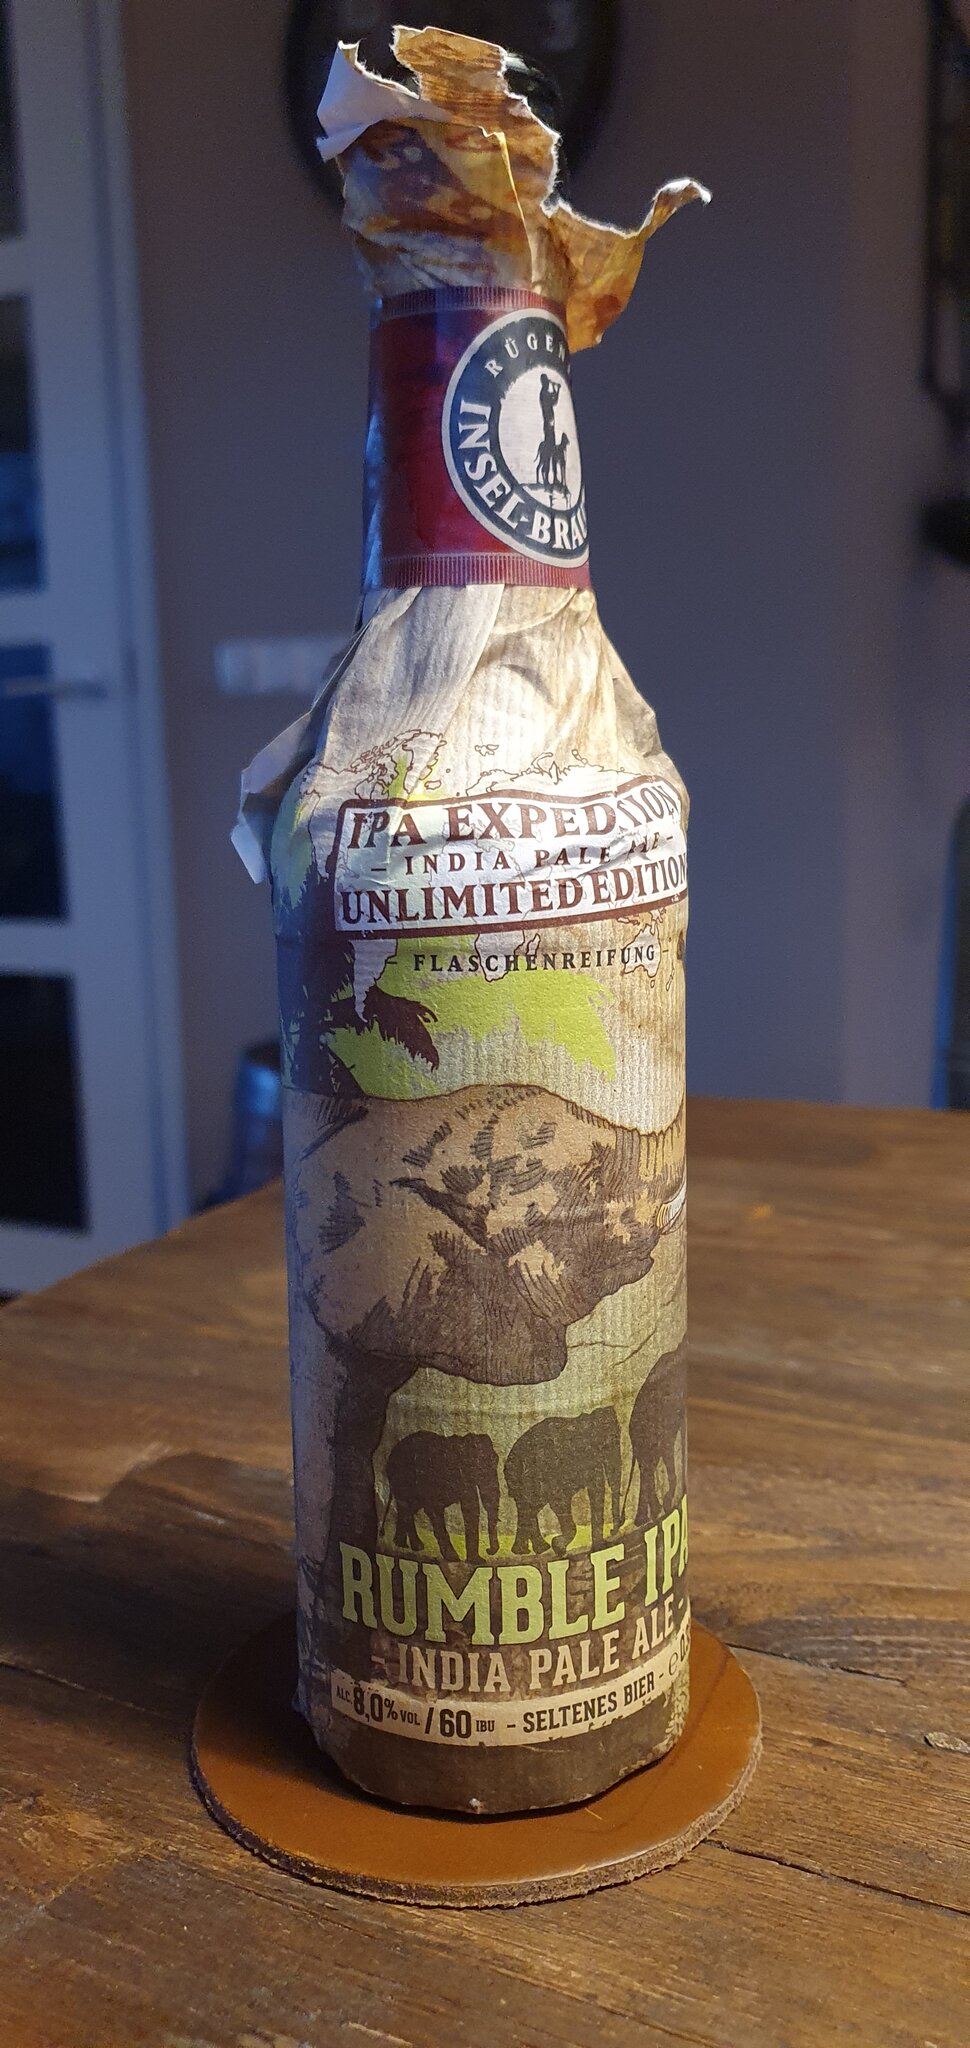 RÜGEN
INSEL-BRAU
IPA EXPEDITION
- INDIA PALE ALE -
UNLIMITED EDITION
- FLASCHENREIFUNG -
RUMBLE IPA
- INDIA PALE ALE -
ALC 8,0% VOL / 60 IBU - SELTENES BIER - e